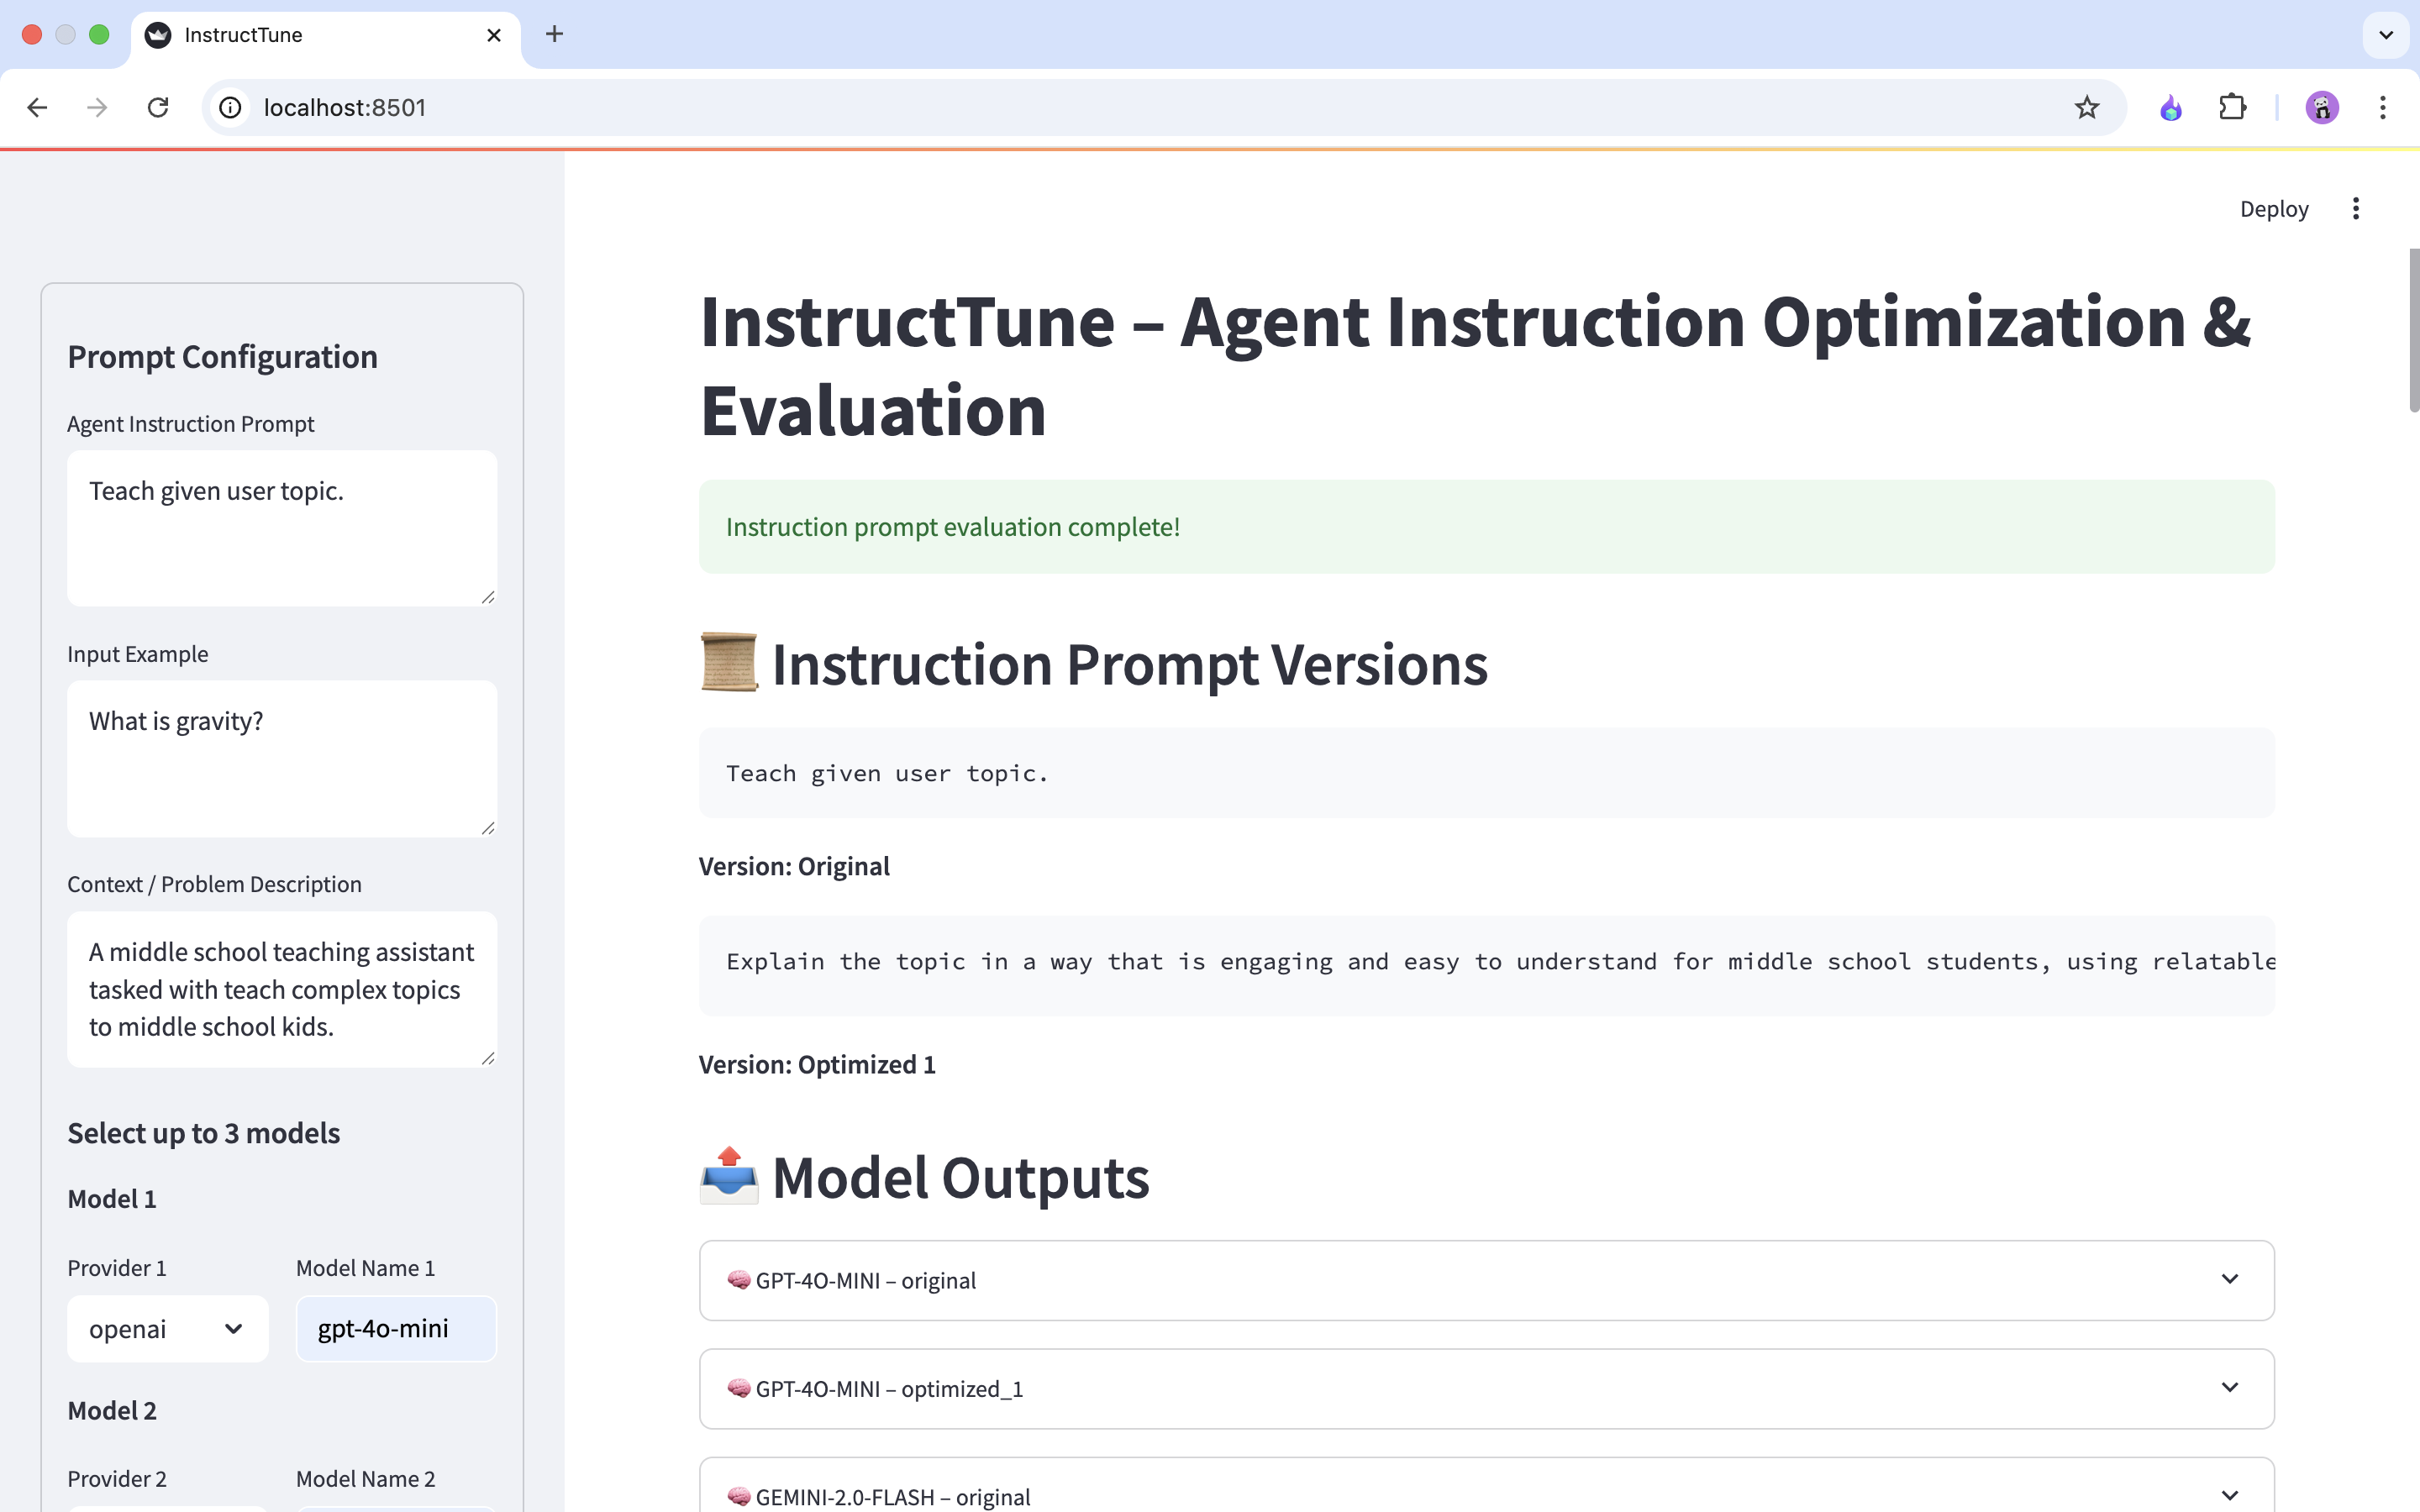 InstructTune
localhost:8501
Deploy
Prompt Configuration
Agent Instruction Prompt
Teach given user topic.
Input Example
What is gravity?
Context / Problem Description
A middle school teaching assistant
tasked with teach complex topics
to middle school kids.
Select up to 3 models
Model 1
Provider 1
Model Name 1
openai
gpt-4o-mini
Model 2
Provider 2
Model Name 2
InstructTune – Agent Instruction Optimization &
Evaluation
Instruction prompt evaluation complete!
Instruction Prompt Versions
Teach given user topic.
Version: Original
Explain the topic in a way that is engaging and easy to understand for middle school students, using relatable
Version: Optimized 1
Model Outputs
GPT-4O-MINI – original
GPT-4O-MINI – optimized_1
GEMINI-2.0-FLASH – original